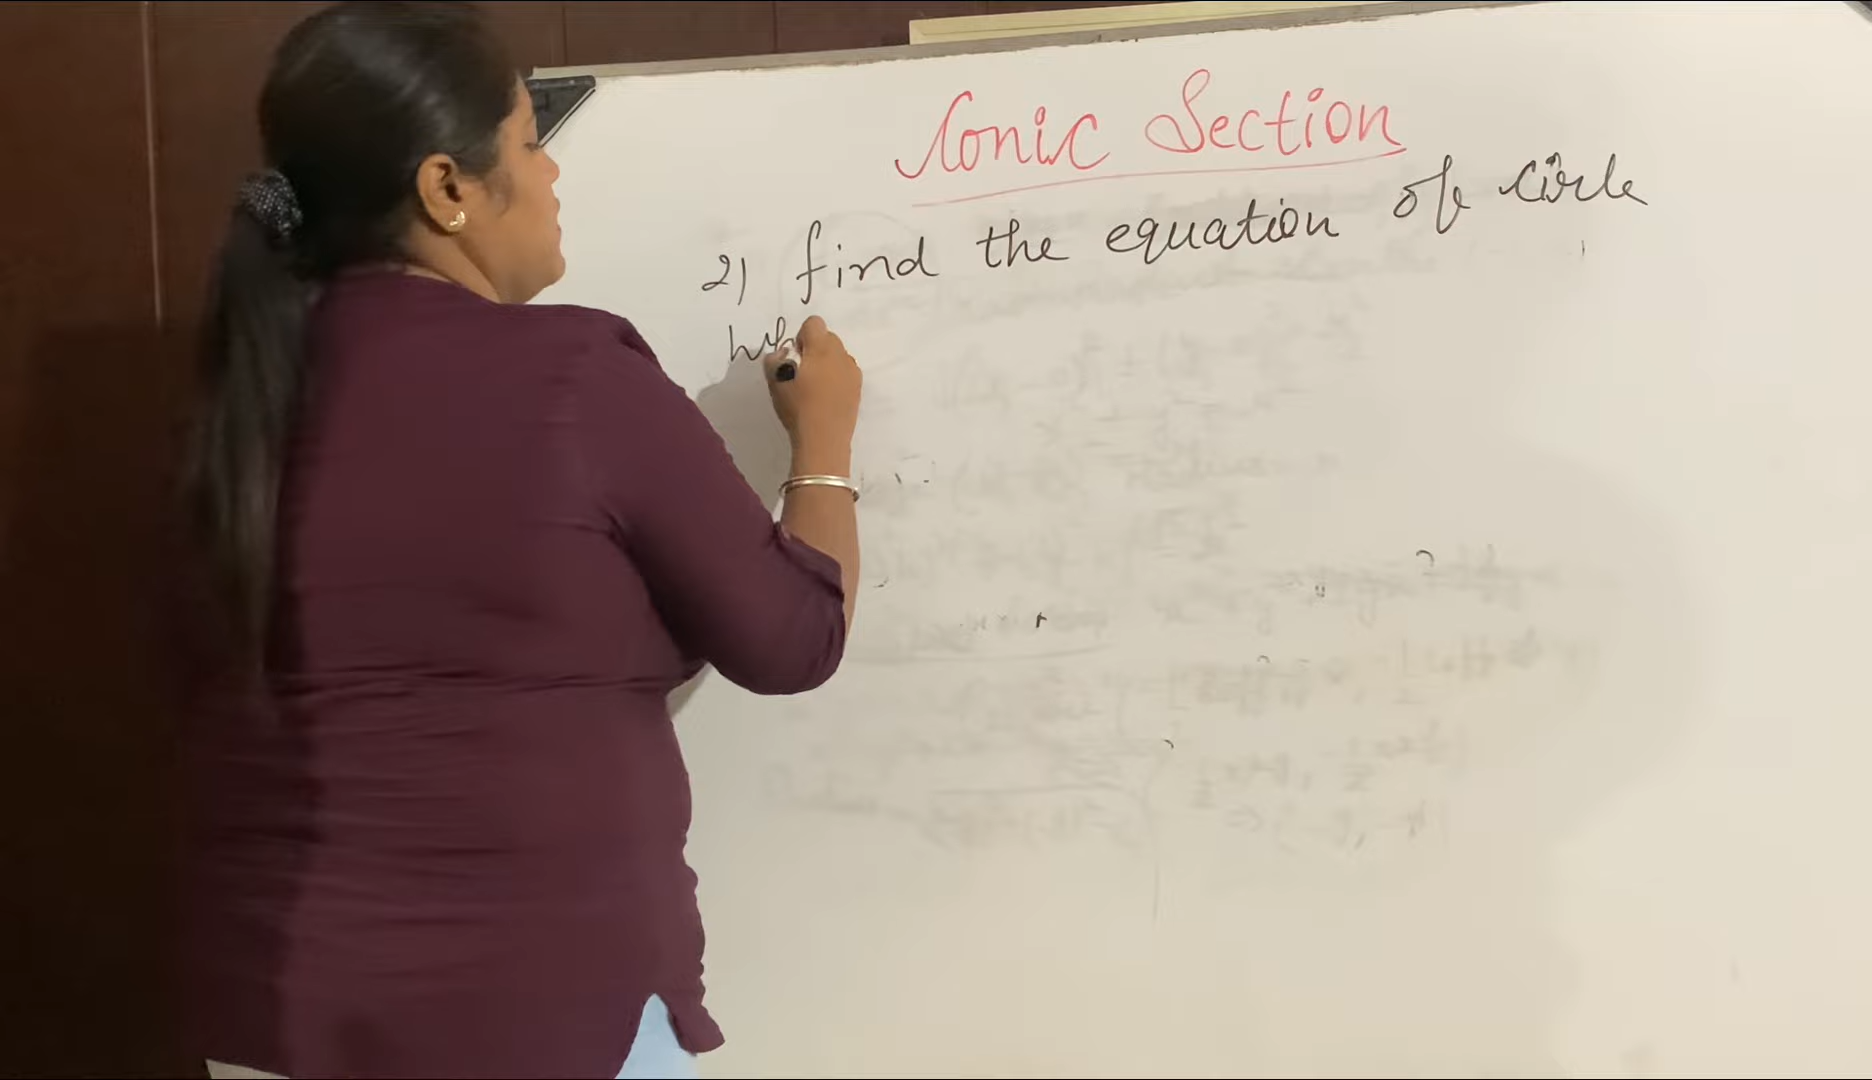 Conic Section
2) find the equation of circle
wh